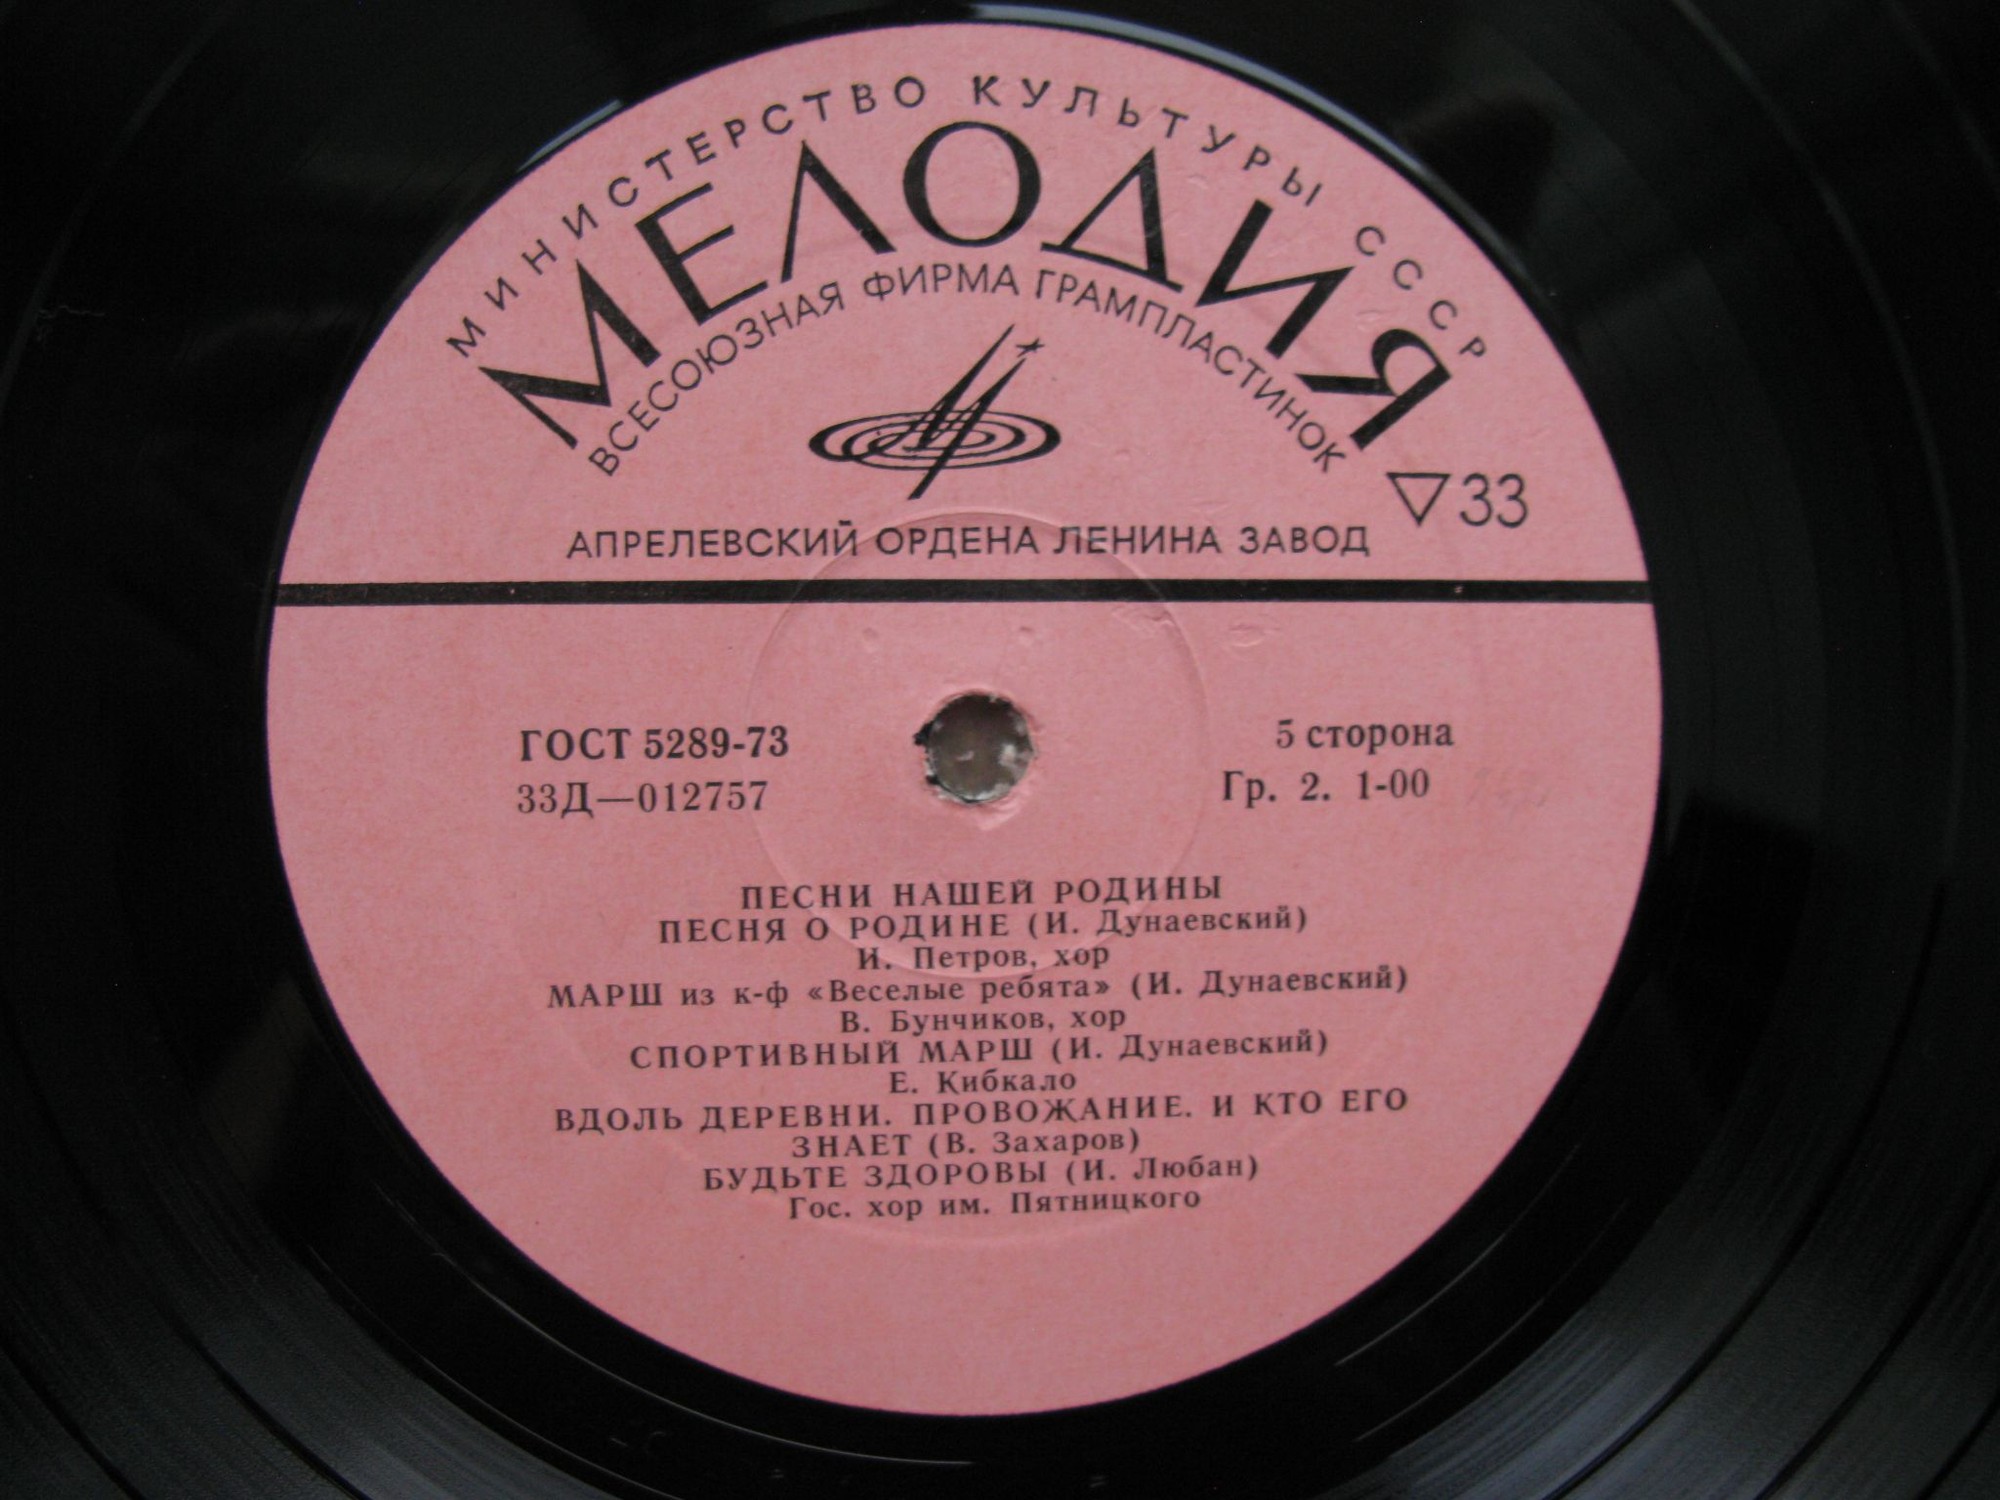 МИНИСТЕРСТВО КУЛЬТУРЫ СССР
МЕЛОДИЯ
ВСЕСОЮЗНАЯ ФИРМА ГРАМПЛАСТИНОК
33
АПРЕЛЕВСКИЙ ОРДЕНА ЛЕНИНА ЗАВОД
ГОСТ 5289-73
33Д—012757
5 сторона
Гр. 2. 1-00
ПЕСНИ НАШЕЙ РОДИНЫ
ПЕСНЯ О РОДИНЕ (И. Дунаевский)
И. Петров, хор
МАРШ из к-ф «Веселые ребята» (И. Дунаевский)
В. Бунчиков, хор
СПОРТИВНЫЙ МАРШ (И. Дунаевский)
Е. Кибкало
ВДОЛЬ ДЕРЕВНИ. ПРОВОЖАНИЕ. И КТО ЕГО
ЗНАЕТ (В. Захаров)
БУДЬТЕ ЗДОРОВЫ (И. Любан)
Гос. хор им. Пятницкого